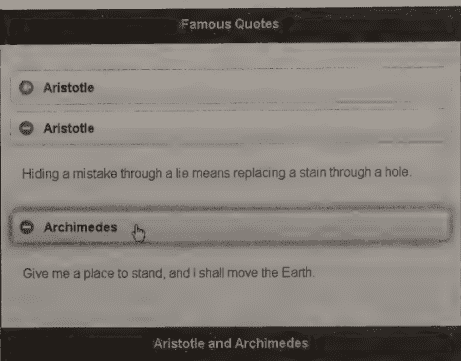 Famous Quotes
Aristotle
Aristotle
Hiding a mistake through a lie means replacing a stain through a hole.
Archimedes
Give me a place to stand, and i shall move the Earth.
Aristotle and Archimedes